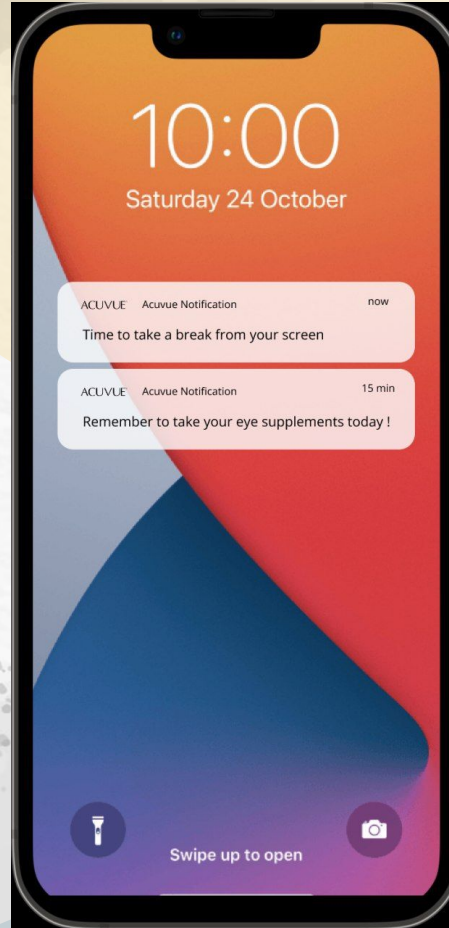 10:00
Saturday 24 October
ACUVUE Acuvue Notification now
Time to take a break from your screen
ACUVUE Acuvue Notification 15 min
Remember to take your eye supplements today !
Swipe up to open